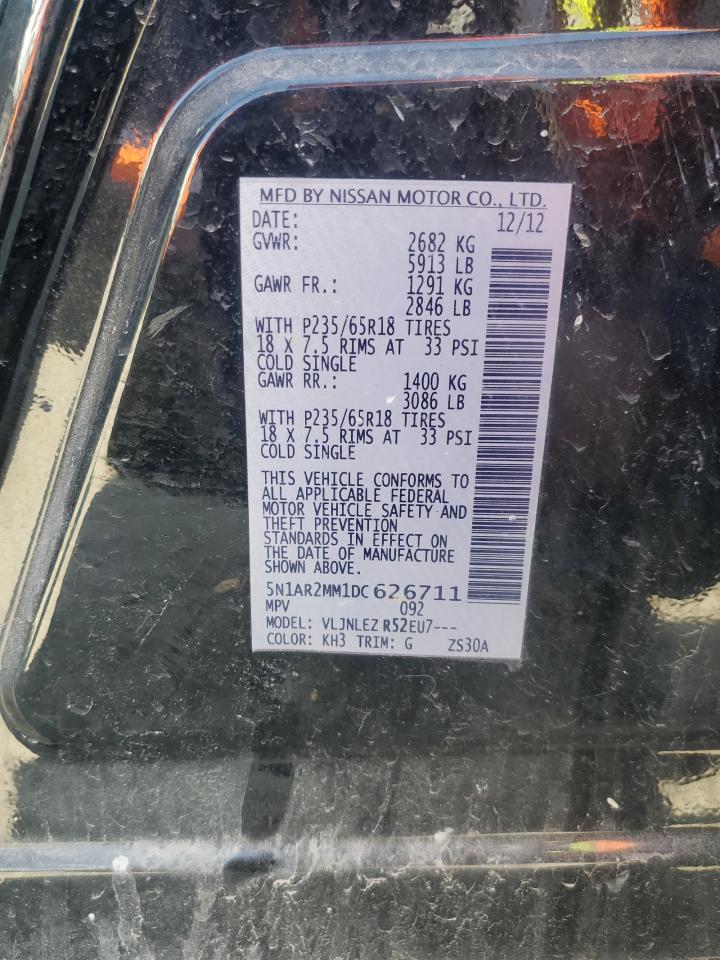 MFD BY NISSAN MOTOR CO., LTD.
DATE: 12/12
GVWR: 2682 KG
5913 LB
GAWR FR.: 1291 KG
2846 LB
WITH P235/65R18 TIRES
18 X 7.5 RIMS AT 33 PSI
COLD SINGLE
GAWR RR.: 1400 KG
3086 LB
WITH P235/65R18 TIRES
18 X 7.5 RIMS AT 33 PSI
COLD SINGLE
THIS VEHICLE CONFORMS TO
ALL APPLICABLE FEDERAL
MOTOR VEHICLE SAFETY AND
THEFT PREVENTION
STANDARDS IN EFFECT ON
THE DATE OF MANUFACTURE
SHOWN ABOVE.
5N1AR2MM1DC 626711
MPV 092
MODEL: VLJNLEZ R52EU7---
COLOR: KH3 TRIM: G ZS30A